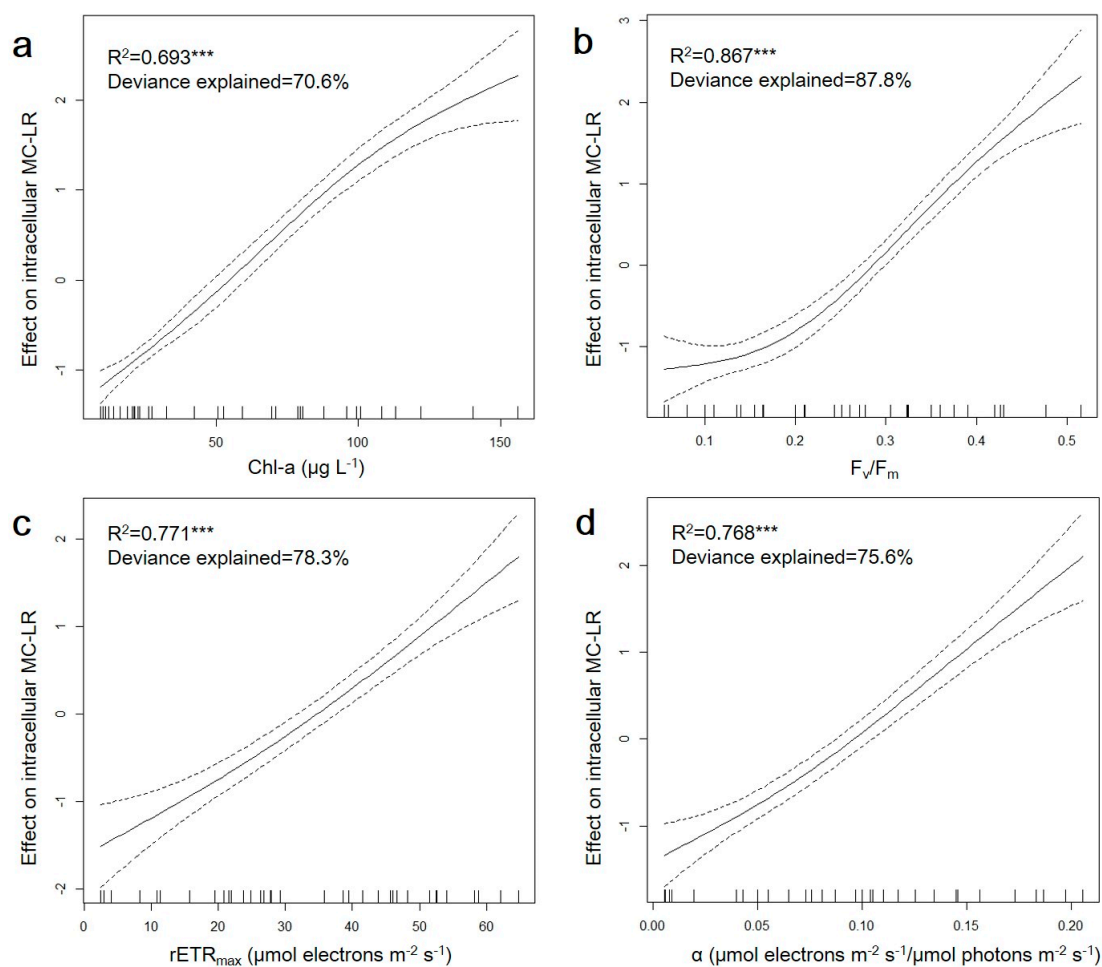 a
R²=0.693***
Deviance explained=70.6%
Effect on intracellular MC-LR
2
1
0
-1
50
100
150
Chl-a (µg L⁻¹)
b
R²=0.867***
Deviance explained=87.8%
Effect on intracellular MC-LR
3
2
1
0
-1
0.1
0.2
0.3
0.4
0.5
Fᵥ/Fₘ
c
R²=0.771***
Deviance explained=78.3%
Effect on intracellular MC-LR
2
1
0
-1
-2
0
10
20
30
40
50
60
rETRₘₐₓ (µmol electrons m⁻² s⁻¹)
d
R²=0.768***
Deviance explained=75.6%
Effect on intracellular MC-LR
2
1
0
-1
0.00
0.05
0.10
0.15
0.20
α (µmol electrons m⁻² s⁻¹/µmol photons m⁻² s⁻¹)